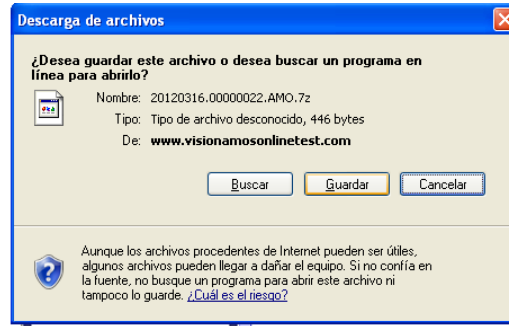 Descarga de archivos
¿Desea guardar este archivo o desea buscar un programa en
línea para abrirlo?
Nombre: 20120316.00000022.AMO.7z
Tipo: Tipo de archivo desconocido, 446 bytes
De: www.visionamosonlinetest.com
Buscar Guardar Cancelar
Aunque los archivos procedentes de Internet pueden ser útiles,
algunos archivos pueden llegar a dañar el equipo. Si no confía en
la fuente, no busque un programa para abrir este archivo ni
tampoco lo guarde. ¿Cuál es el riesgo?